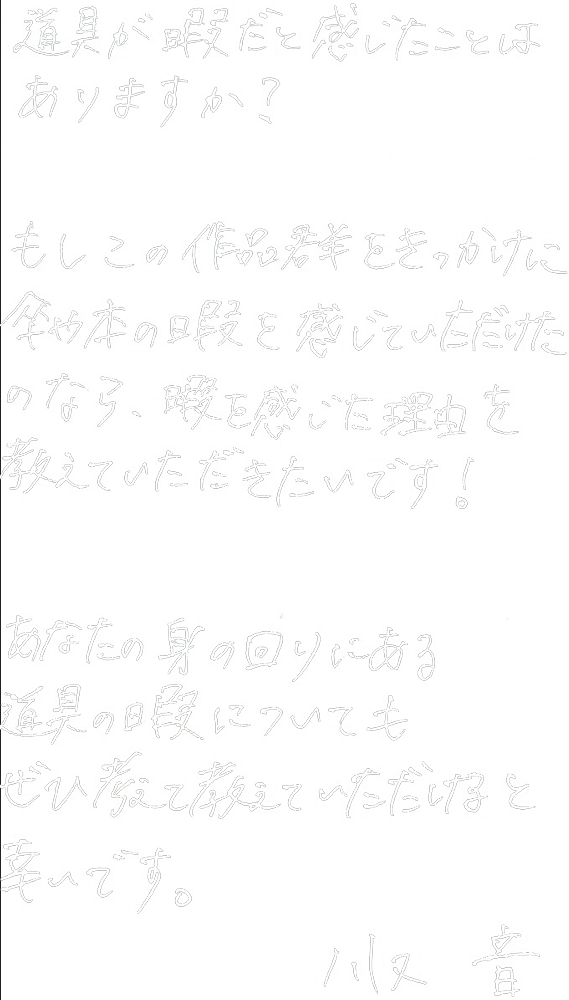 道具が暇だと感じたことは
ありますか?
もしこの作品群をきっかけに
傘や本の暇を感じていただけた
のなら、暇を感じた理由を
教えていただきたいです!
あなたの身の回りにある
道具の暇についても
ぜひ考えて教えていただけると
幸いです。
川又 音